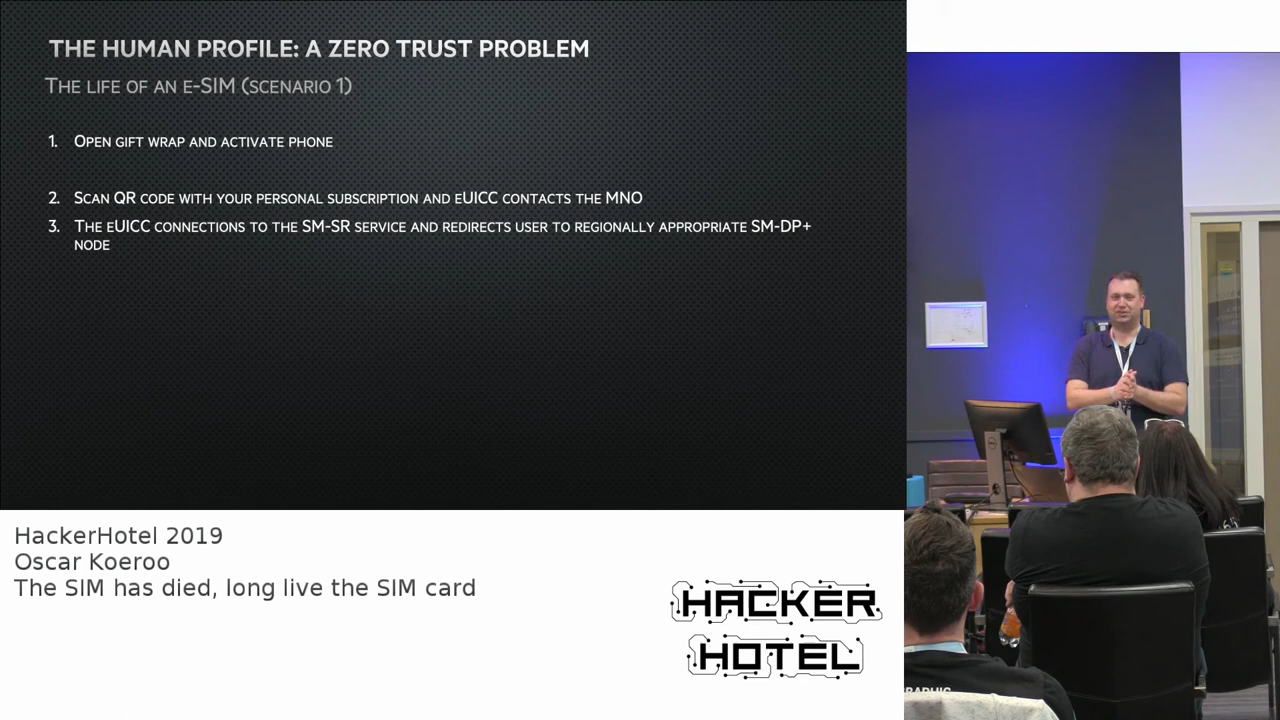 THE HUMAN PROFILE: A ZERO TRUST PROBLEM
THE LIFE OF AN E-SIM (SCENARIO 1)
1. OPEN GIFT WRAP AND ACTIVATE PHONE
2. SCAN QR CODE WITH YOUR PERSONAL SUBSCRIPTION AND EUICC CONTACTS THE MNO
3. THE EUICC CONNECTIONS TO THE SM-SR SERVICE AND REDIRECTS USER TO REGIONALLY APPROPRIATE SM-DP+
NODE
HackerHotel 2019
Oscar Koeroo
The SIM has died, long live the SIM card
HACKER
HOTEL